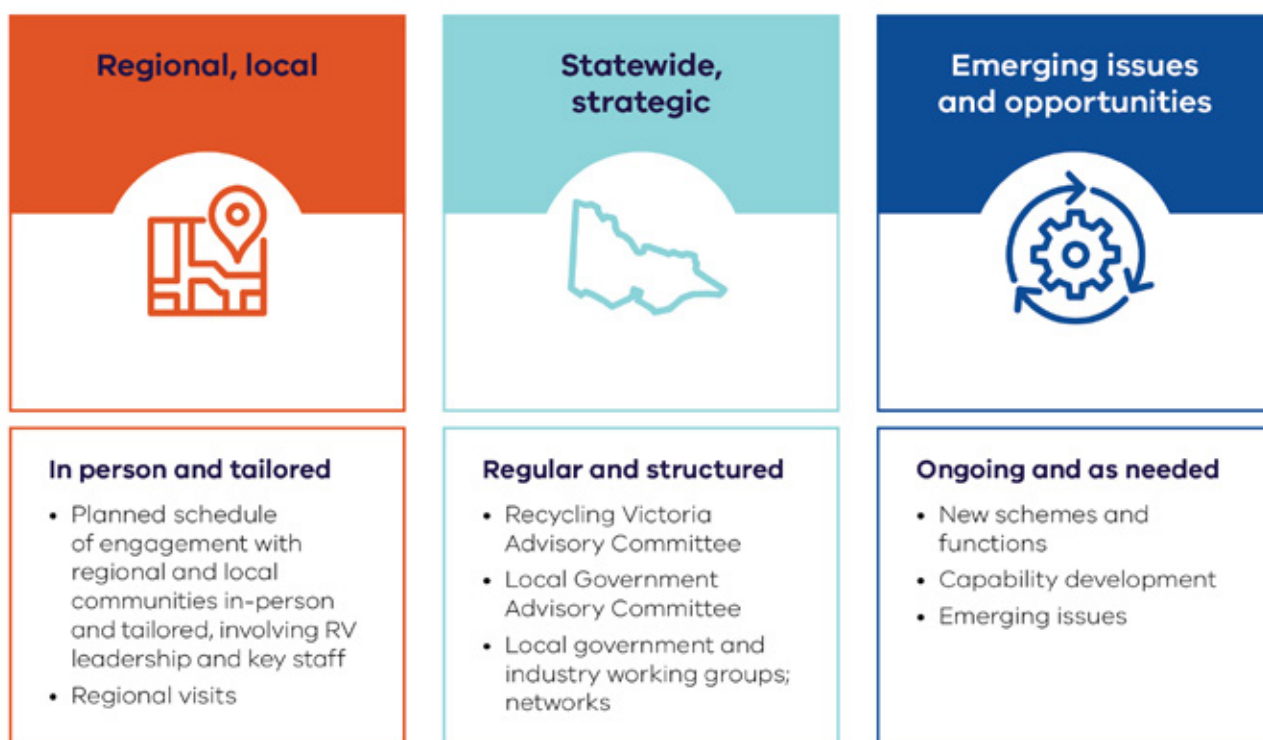 Regional, local
Statewide,
strategic
Emerging issues
and opportunities
In person and tailored
• Planned schedule
of engagement with
regional and local
communities in-person
and tailored, involving RV
leadership and key staff
• Regional visits
Regular and structured
• Recycling Victoria
Advisory Committee
• Local Government
Advisory Committee
• Local government and
industry working groups;
networks
Ongoing and as needed
• New schemes and
functions
• Capability development
• Emerging issues